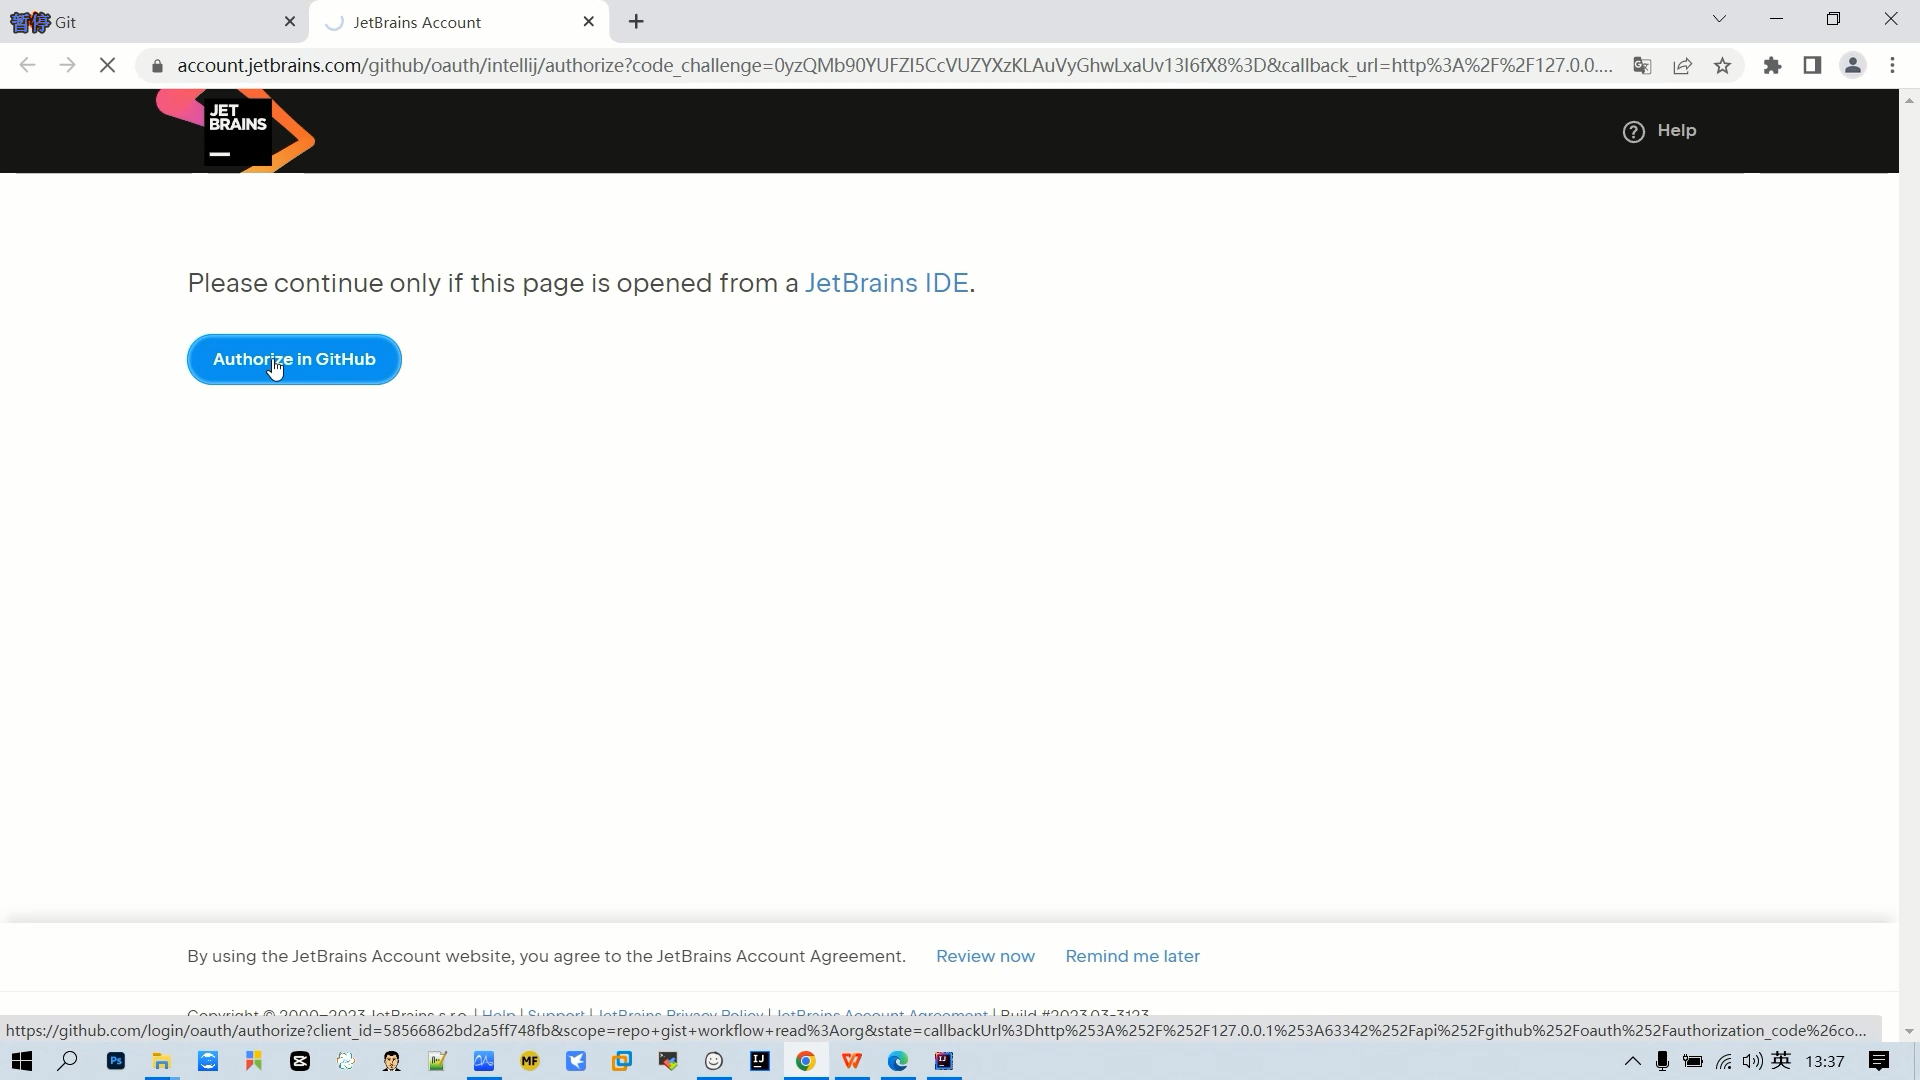 暂停 Git
JetBrains Account
account.jetbrains.com/github/oauth/intellij/authorize?code_challenge=0yzQMb90YUFZI5CcVUZYXzKLAuVyGhwLxaUv13I6fX8%3D&callback_url=http%3A%2F%2F127.0.0....
JET
BRAINS
Help
Please continue only if this page is opened from a JetBrains IDE.
Authorize in GitHub
By using the JetBrains Account website, you agree to the JetBrains Account Agreement. Review now Remind me later
Copyright © 2000–2023 JetBrains s.r.o. | Help | Support | JetBrains Privacy Policy | JetBrains Account Agreement | Build #2023.03-3123
https://github.com/login/oauth/authorize?client_id=58566862bd2a5ff748fb&scope=repo+gist+workflow+read%3Aorg&state=callbackUrl%3Dhttp%253A%252F%252F127.0.0.1%253A63342%252Fapi%252Fgithub%252Foauth%252Fauthorization_code%26co...
Ps
MF
IJ
IJ
英 13:37